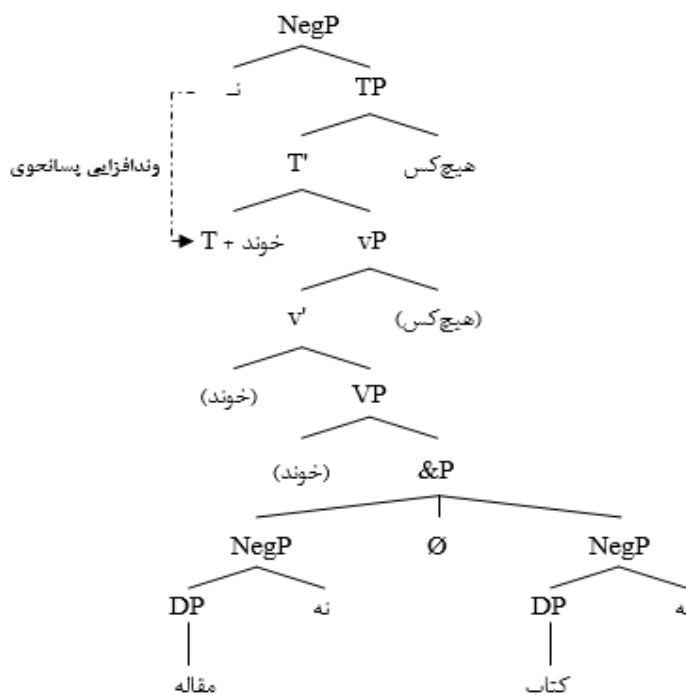 NegP
نـ TP
وندافزایی پسانحوی
T' هیچ‌کس
T + خوند vP
v' (هیچ‌کس)
(خوند) VP
(خوند) &P
NegP Ø NegP
DP نه DP
مقاله کتاب